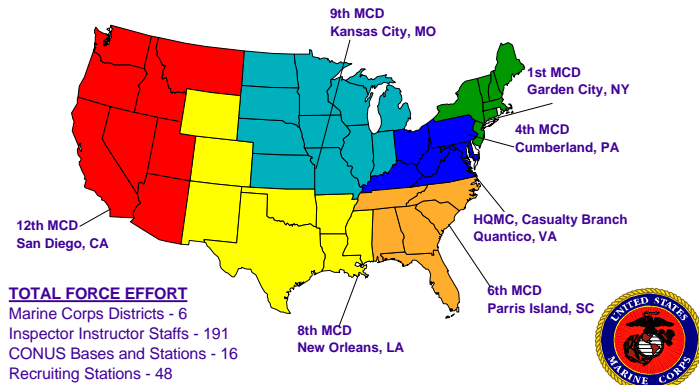 9th MCD
Kansas City, MO
1st MCD
Garden City, NY
4th MCD
Cumberland, PA
HQMC, Casualty Branch
Quantico, VA
12th MCD
San Diego, CA
6th MCD
Parris Island, SC
8th MCD
New Orleans, LA
TOTAL FORCE EFFORT
Marine Corps Districts - 6
Inspector Instructor Staffs - 191
CONUS Bases and Stations - 16
Recruiting Stations - 48
UNITED STATES
MARINE CORPS